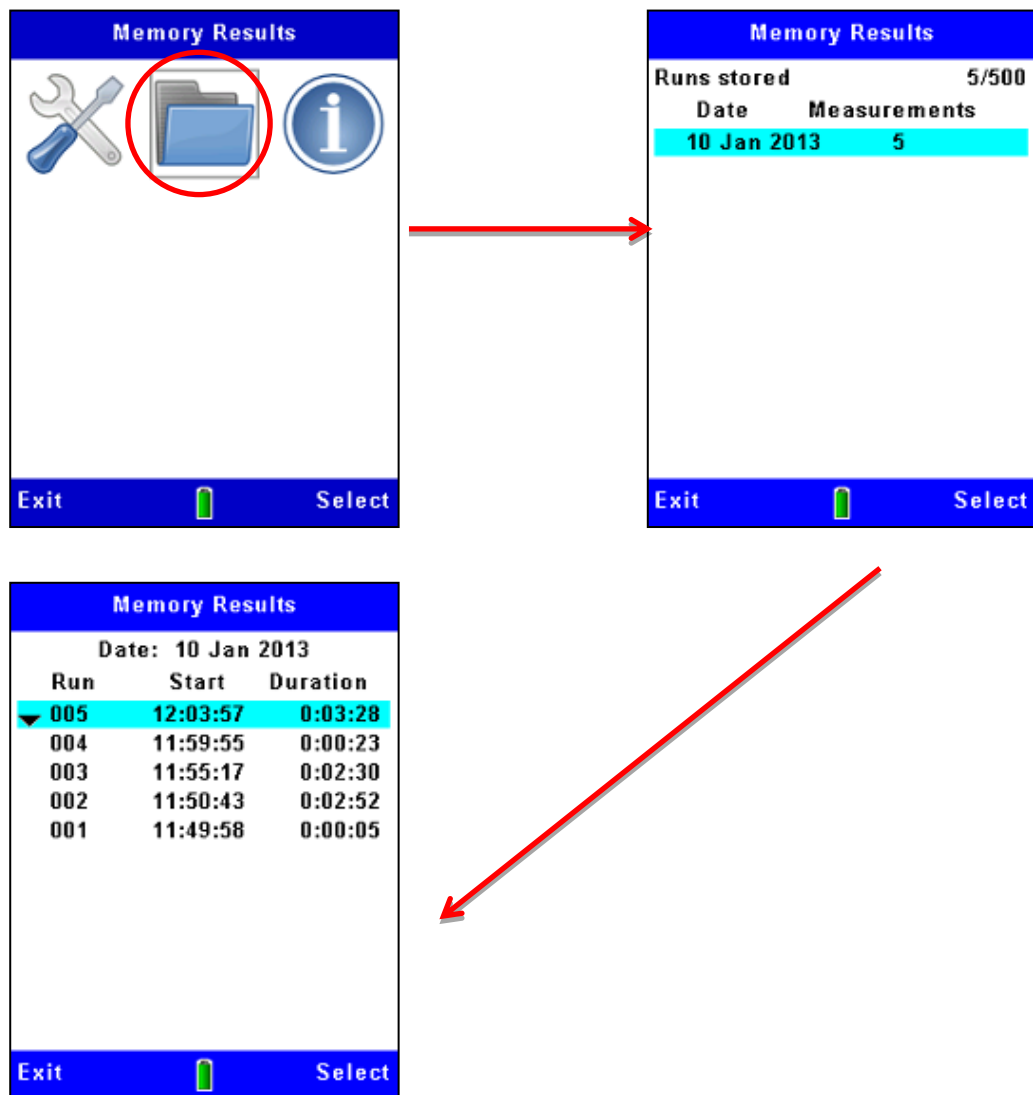 Memory Results
Exit Select
Memory Results
Runs stored 5/500
Date Measurements
10 Jan 2013 5
Exit Select
Memory Results
Date: 10 Jan 2013
Run Start Duration
005 12:03:57 0:03:28
004 11:59:55 0:00:23
003 11:55:17 0:02:30
002 11:50:43 0:02:52
001 11:49:58 0:00:05
Exit Select